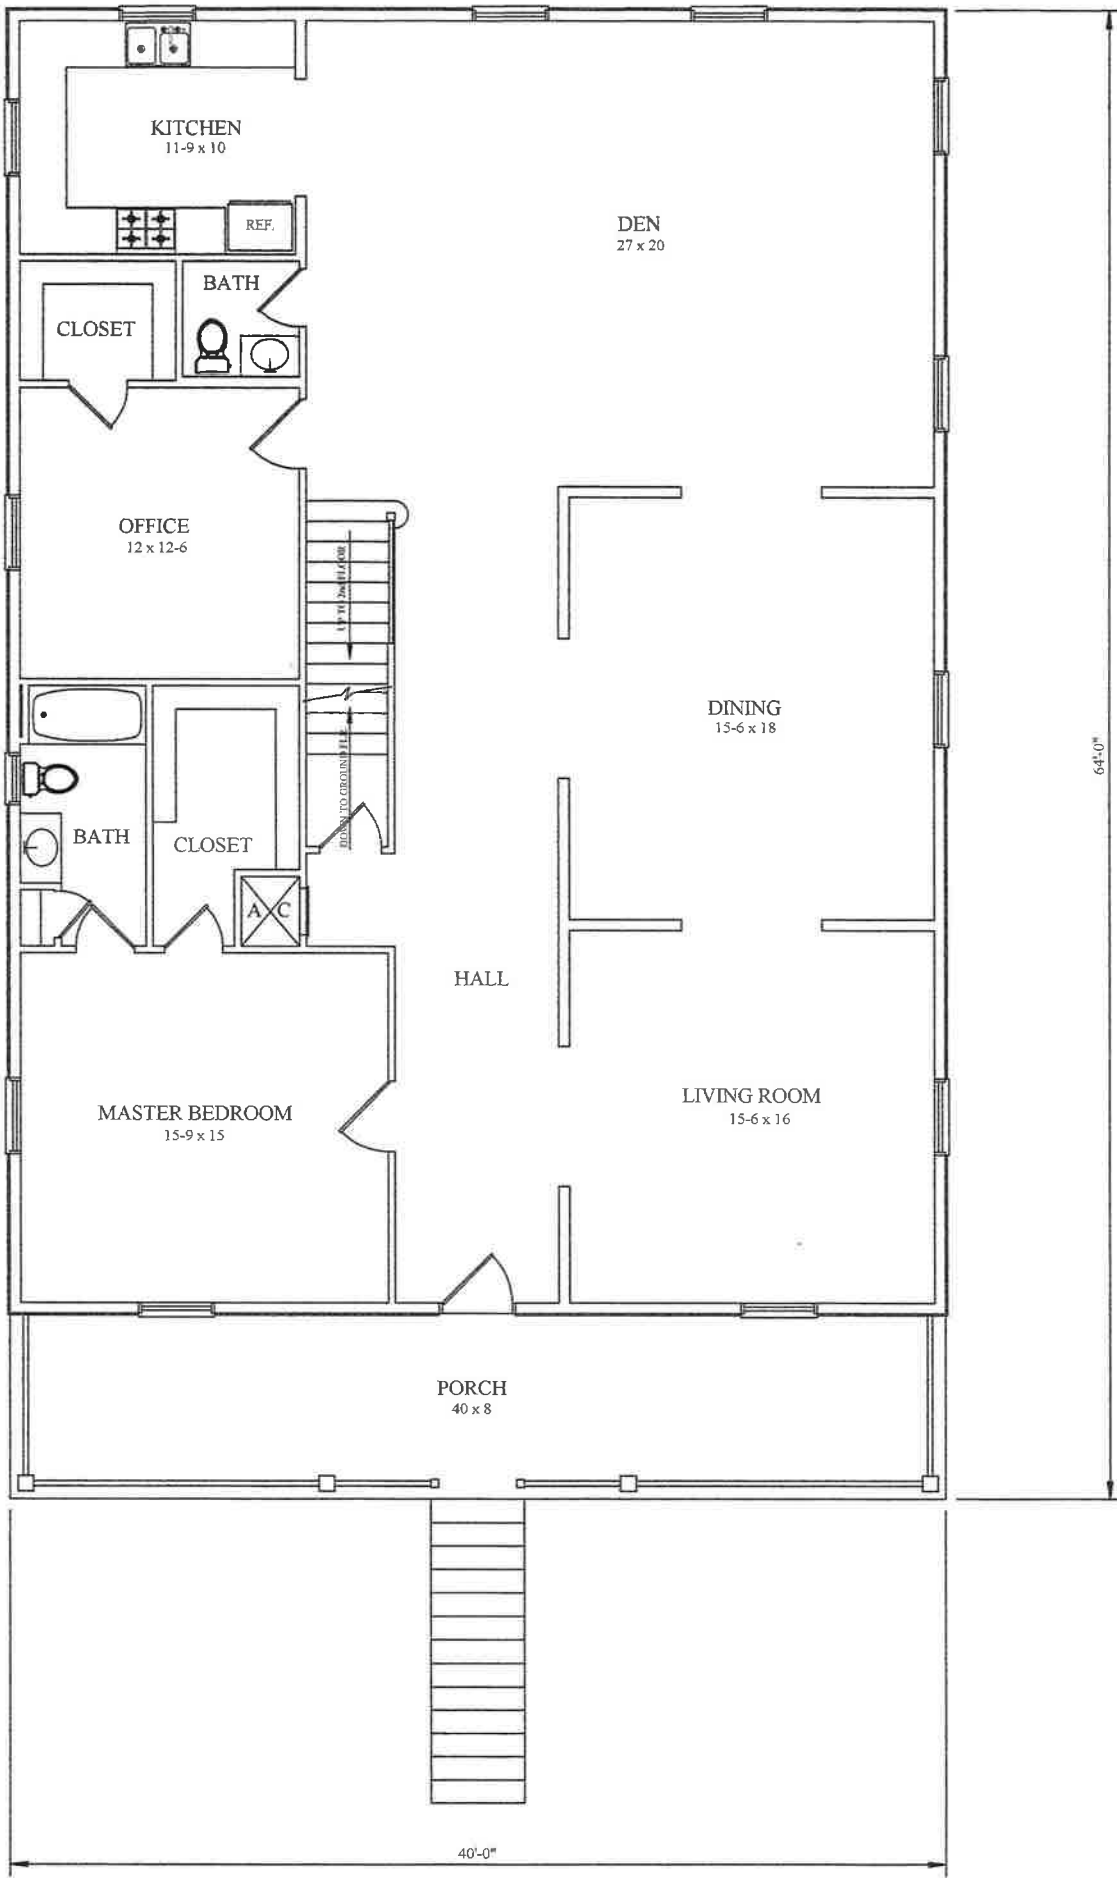 KITCHEN
11-9 x 10
REF.
DEN
27 x 20
BATH
CLOSET
OFFICE
12 x 12-6
UP TO 2nd FLOOR
DINING
15-6 x 18
64'-0"
DOWN TO GROUND FLR.
BATH
CLOSET
A C
HALL
LIVING ROOM
15-6 x 16
MASTER BEDROOM
15-9 x 15
PORCH
40 x 8
40'-0"